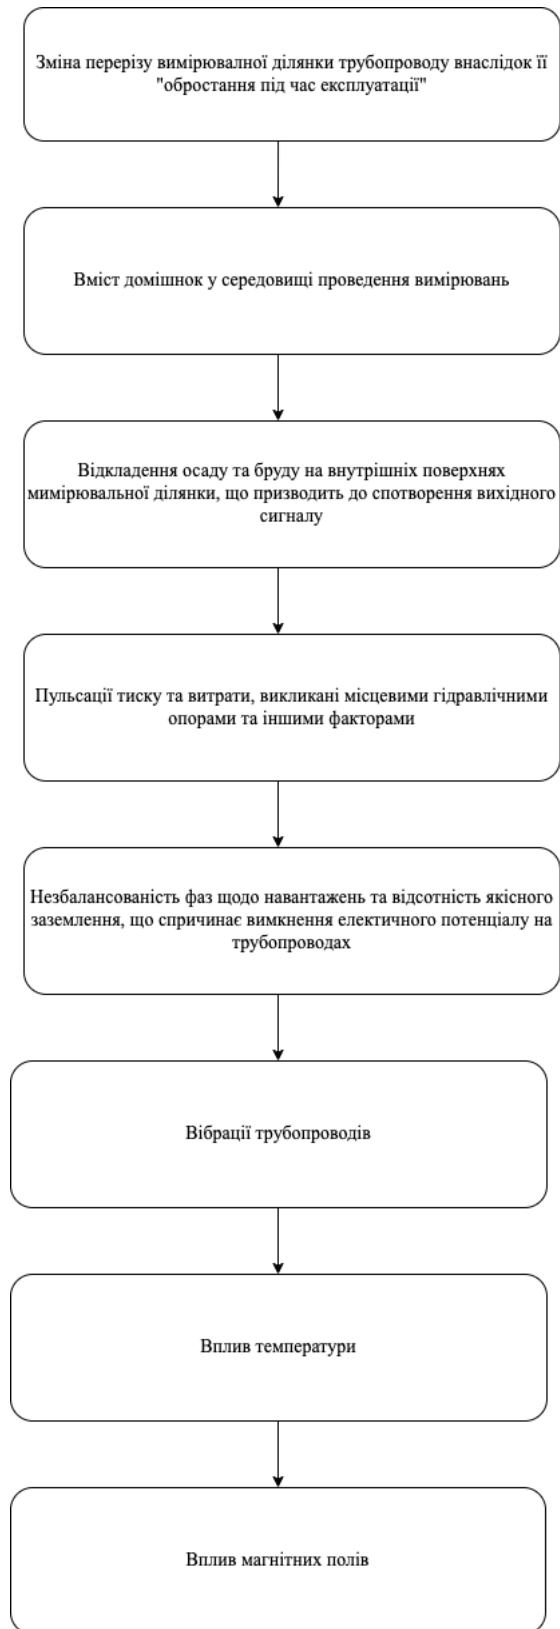 Зміна перерізу вимірювалної ділянки трубопроводу внаслідок її
"обростання під час експлуатації"
Вміст домішнок у середовищі проведення вимірювань
Відкладення осаду та бруду на внутрішніх поверхнях
мимірювальної ділянки, що призводить до спотворення вихідного
сигналу
Пульсації тиску та витрати, викликані місцевими гідравлічними
опорами та іншими факторами
Незбалансованість фаз щодо навантажень та відсотність якісного
заземлення, що спричинає вимкнення електичного потенціалу на
трубопроводах
Вібрації трубопроводів
Вплив температури
Вплив магнітних полів